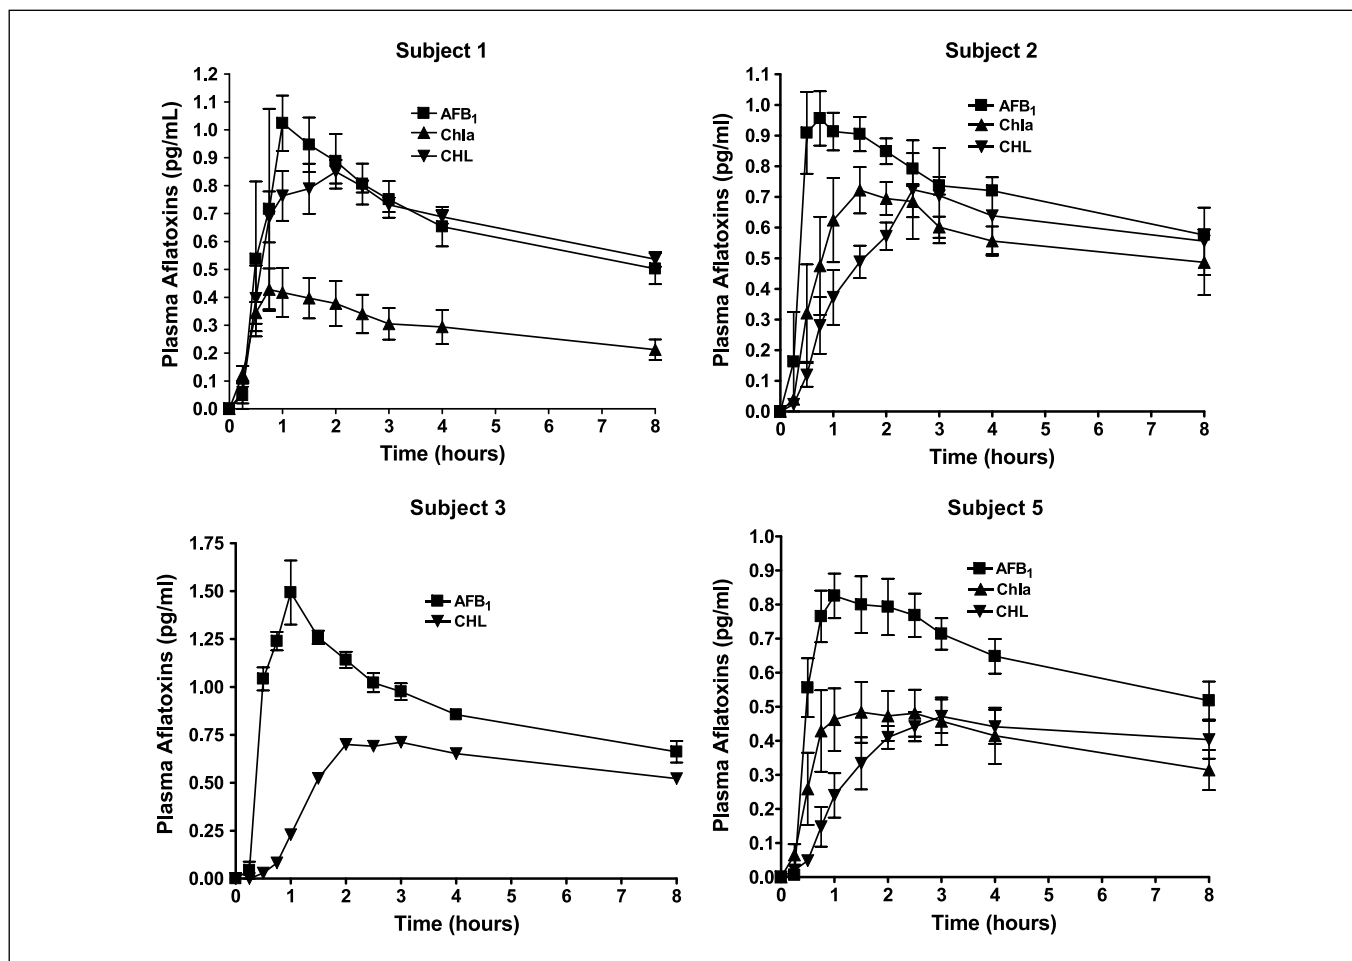 Subject 1
Plasma Aflatoxins (pg/mL)
1.2
1.1
1.0
0.9
0.8
0.7
0.6
0.5
0.4
0.3
0.2
0.1
0.0
AFB1
Chla
CHL
0 1 2 3 4 5 6 7 8
Time (hours)
Subject 2
Plasma Aflatoxins (pg/ml)
1.1
1.0
0.9
0.8
0.7
0.6
0.5
0.4
0.3
0.2
0.1
0.0
AFB1
Chla
CHL
0 1 2 3 4 5 6 7 8
Time (hours)
Subject 3
Plasma Aflatoxins (pg/ml)
1.75
1.50
1.25
1.00
0.75
0.50
0.25
0.00
AFB1
CHL
0 1 2 3 4 5 6 7 8
Time (hours)
Subject 5
Plasma Aflatoxins (pg/ml)
1.0
0.9
0.8
0.7
0.6
0.5
0.4
0.3
0.2
0.1
0.0
AFB1
Chla
CHL
0 1 2 3 4 5 6 7 8
Time (hours)